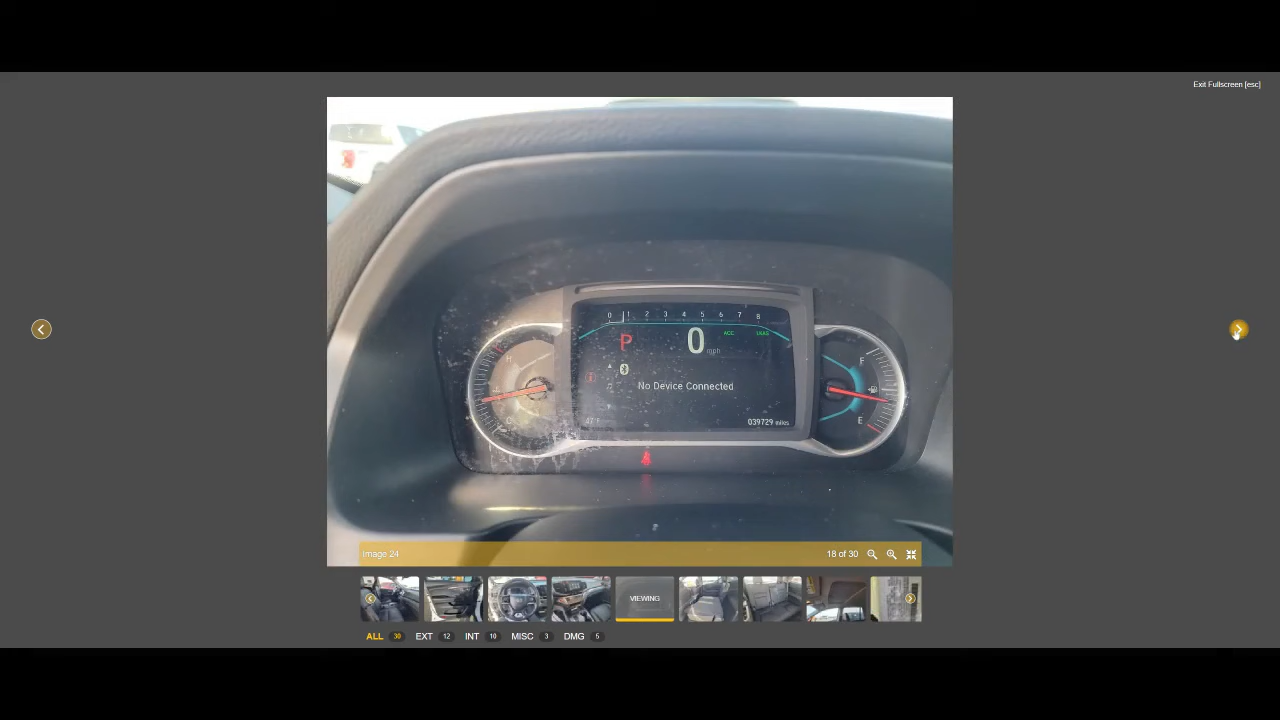 Exit Fullscreen [esc]
0 1 2 3 4 5 6 7 8
P 0 mph
ACC LKAS
H F
No Device Connected
C E
47°F 039729 miles
Image 24 18 of 30
VIEWING
ALL 30 EXT 12 INT 10 MISC 3 DMG 5